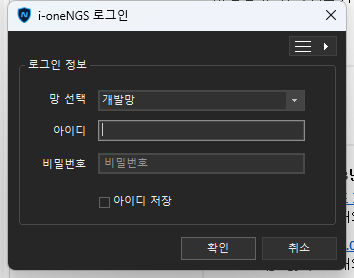 i-oneNGS 로그인
로그인 정보
망 선택 개발망
아이디
비밀번호 비밀번호
아이디 저장
확인 취소